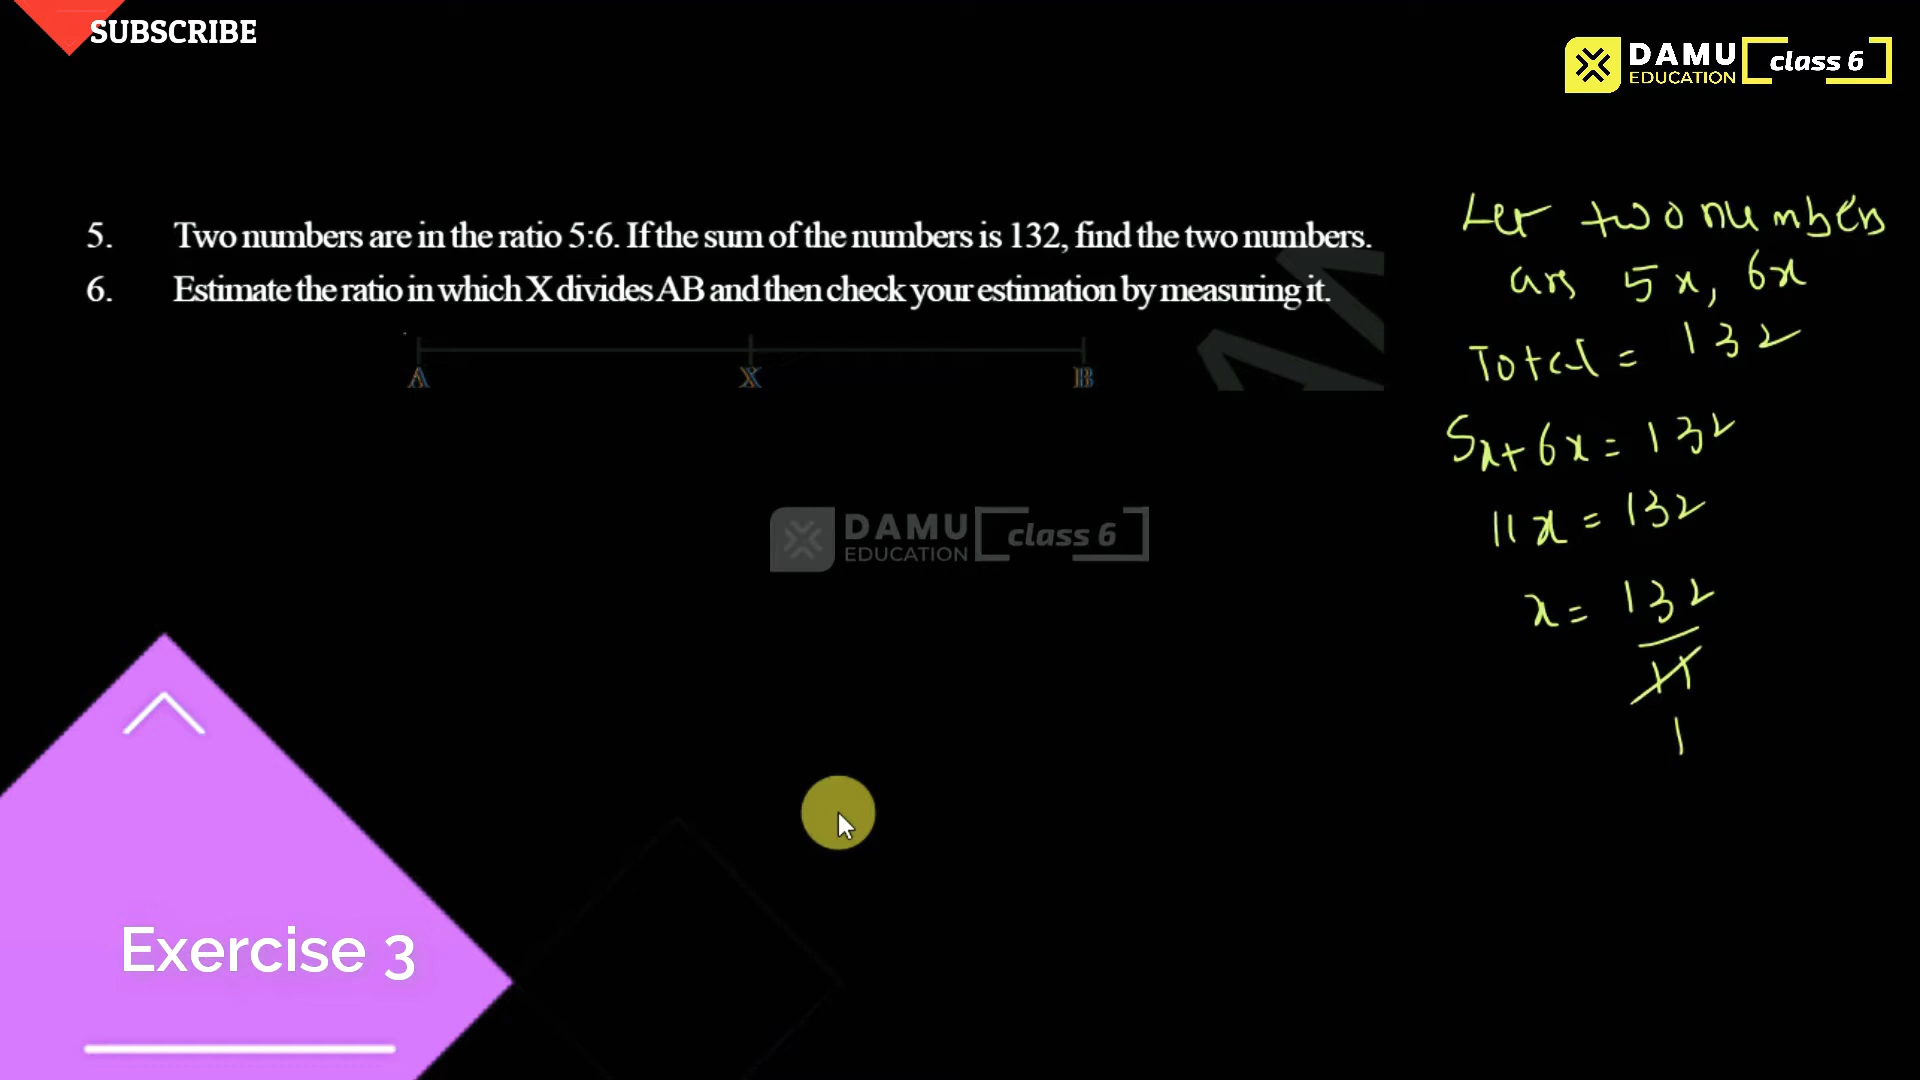 SUBSCRIBE
DAMU
EDUCATION
class 6
5. Two numbers are in the ratio 5:6. If the sum of the numbers is 132, find the two numbers.
6. Estimate the ratio in which X divides AB and then check your estimation by measuring it.
A X B
Let two numbers
are 5x, 6x
Total = 132
5x+6x=132
11x=132
x= 132
11
1
DAMU
EDUCATION
class 6
Exercise 3